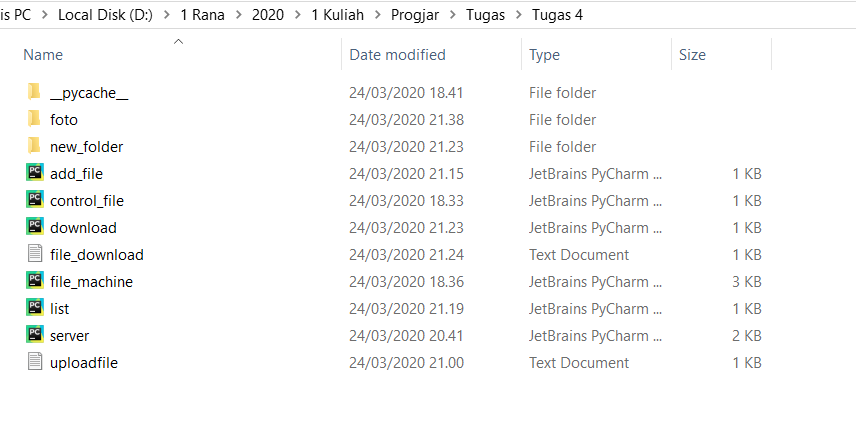 is PC > Local Disk (D:) > 1 Rana > 2020 > 1 Kuliah > Progjar > Tugas > Tugas 4
Name Date modified Type Size
__pycache__ 24/03/2020 18.41 File folder
foto 24/03/2020 21.38 File folder
new_folder 24/03/2020 21.23 File folder
add_file 24/03/2020 21.15 JetBrains PyCharm ... 1 KB
control_file 24/03/2020 18.33 JetBrains PyCharm ... 1 KB
download 24/03/2020 21.23 JetBrains PyCharm ... 1 KB
file_download 24/03/2020 21.24 Text Document 1 KB
file_machine 24/03/2020 18.36 JetBrains PyCharm ... 3 KB
list 24/03/2020 21.19 JetBrains PyCharm ... 1 KB
server 24/03/2020 20.41 JetBrains PyCharm ... 2 KB
uploadfile 24/03/2020 21.00 Text Document 1 KB